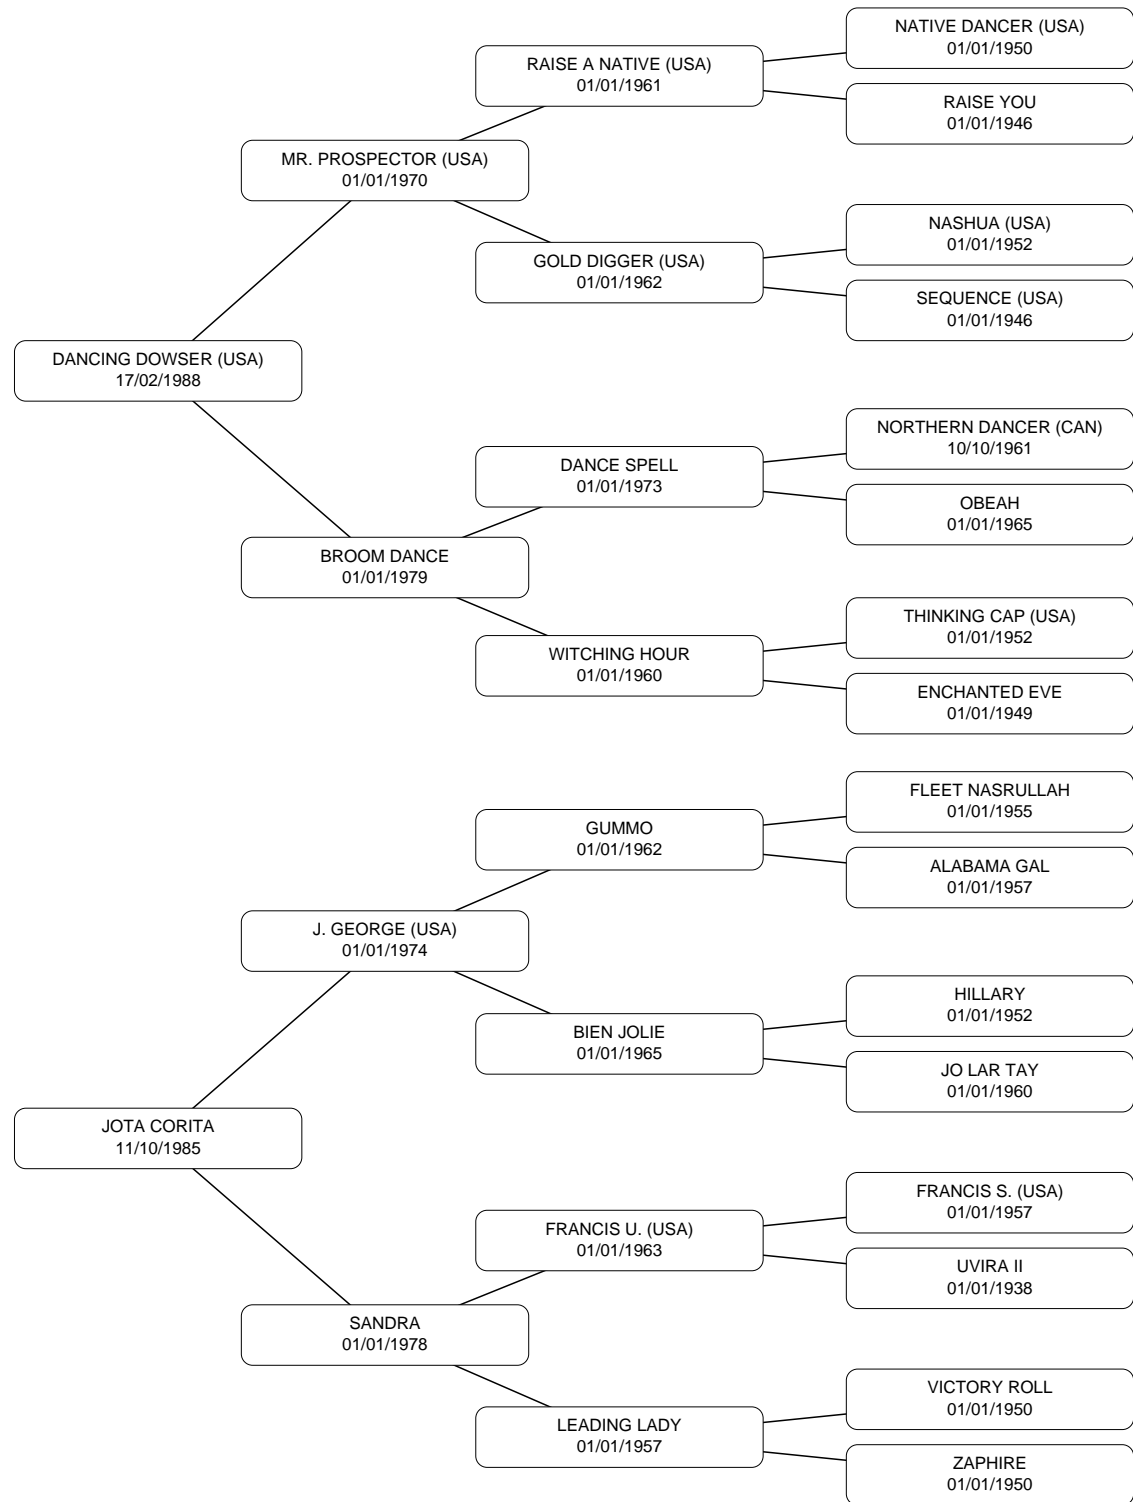 NATIVE DANCER (USA)
01/01/1950
RAISE A NATIVE (USA)
01/01/1961
RAISE YOU
01/01/1946
MR. PROSPECTOR (USA)
01/01/1970
NASHUA (USA)
01/01/1952
GOLD DIGGER (USA)
01/01/1962
SEQUENCE (USA)
01/01/1946
DANCING DOWSER (USA)
17/02/1988
NORTHERN DANCER (CAN)
10/10/1961
DANCE SPELL
01/01/1973
OBEAH
01/01/1965
BROOM DANCE
01/01/1979
THINKING CAP (USA)
01/01/1952
WITCHING HOUR
01/01/1960
ENCHANTED EVE
01/01/1949
FLEET NASRULLAH
01/01/1955
GUMMO
01/01/1962
ALABAMA GAL
01/01/1957
J. GEORGE (USA)
01/01/1974
HILLARY
01/01/1952
BIEN JOLIE
01/01/1965
JO LAR TAY
01/01/1960
JOTA CORITA
11/10/1985
FRANCIS S. (USA)
01/01/1957
FRANCIS U. (USA)
01/01/1963
UVIRA II
01/01/1938
SANDRA
01/01/1978
VICTORY ROLL
01/01/1950
LEADING LADY
01/01/1957
ZAPHIRE
01/01/1950